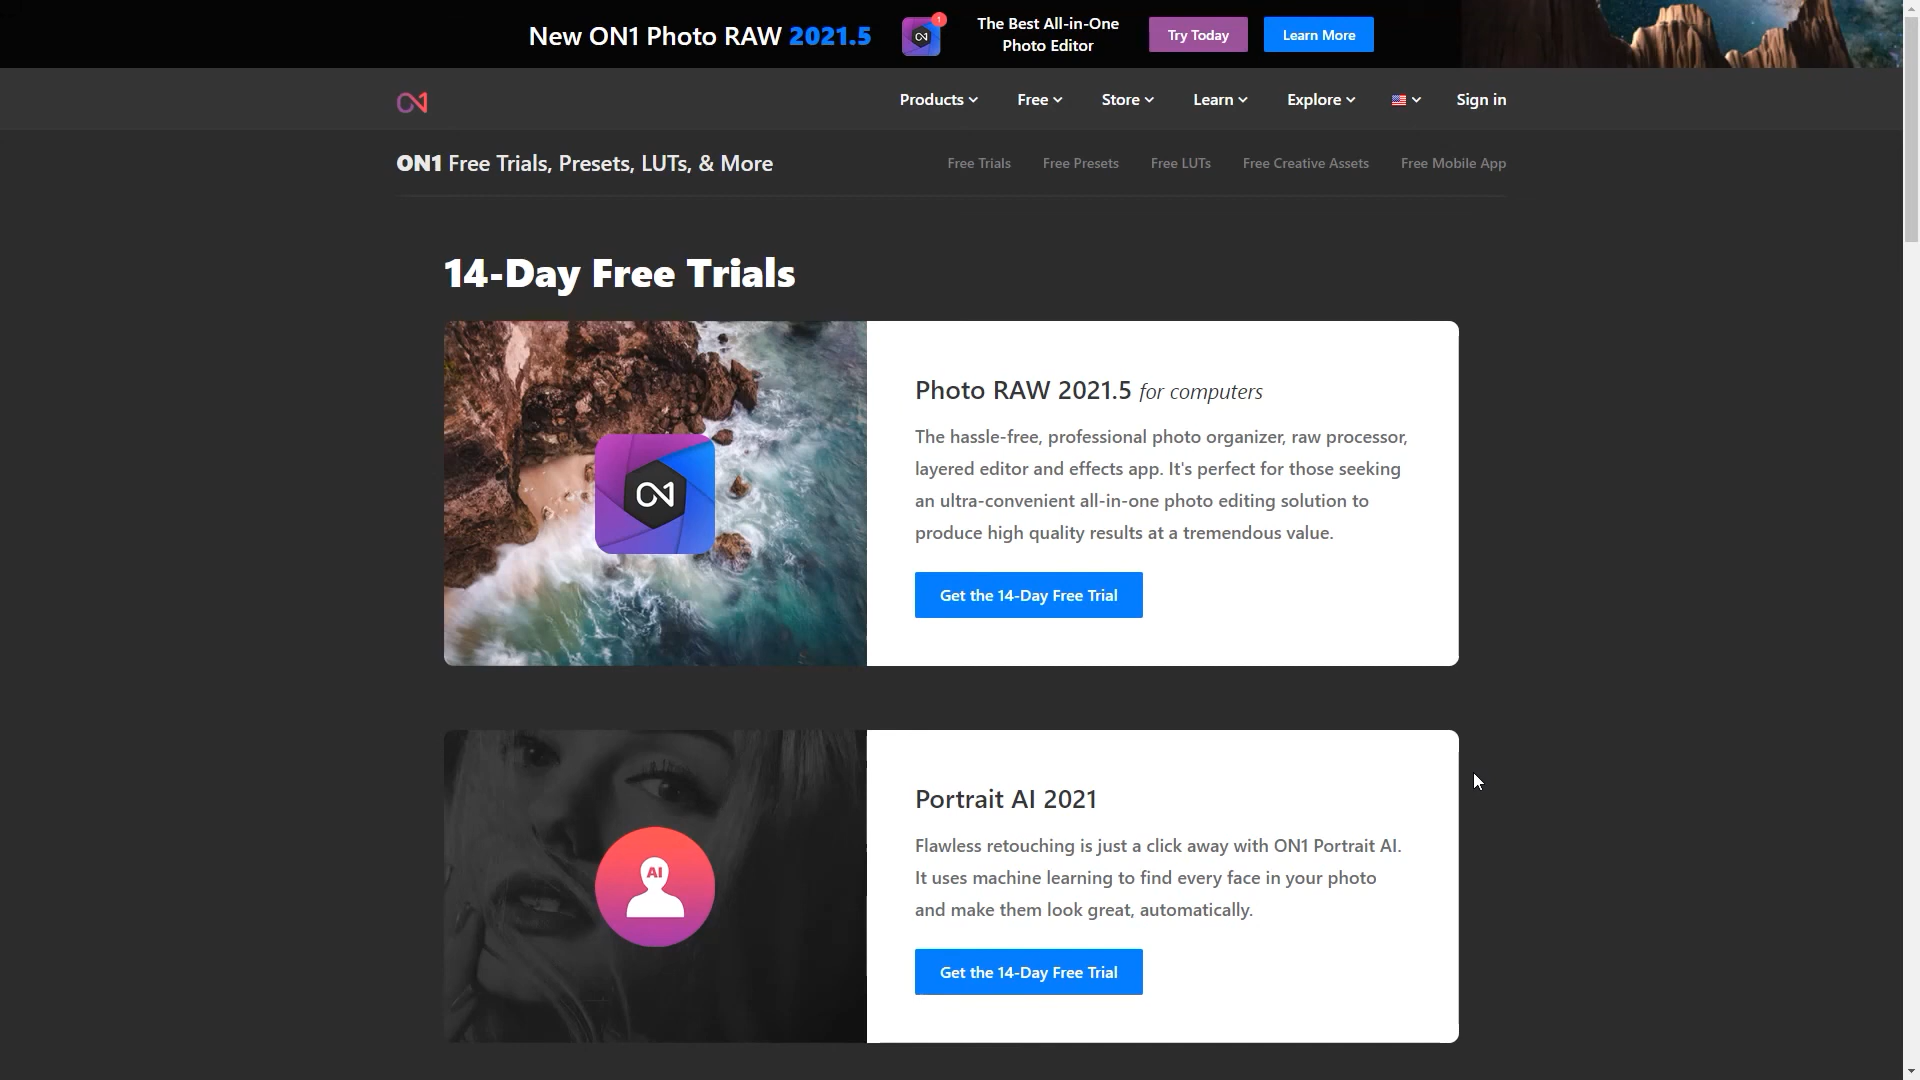 New ON1 Photo RAW 2021.5
1
The Best All-in-One
Photo Editor
Try Today
Learn More
ON1
Products
Free
Store
Learn
Explore
Sign in
ON1 Free Trials, Presets, LUTs, & More
Free Trials
Free Presets
Free LUTs
Free Creative Assets
Free Mobile App
14-Day Free Trials
ON1
Photo RAW 2021.5 for computers
The hassle-free, professional photo organizer, raw processor,
layered editor and effects app. It's perfect for those seeking
an ultra-convenient all-in-one photo editing solution to
produce high quality results at a tremendous value.
Get the 14-Day Free Trial
AI
Portrait AI 2021
Flawless retouching is just a click away with ON1 Portrait AI.
It uses machine learning to find every face in your photo
and make them look great, automatically.
Get the 14-Day Free Trial